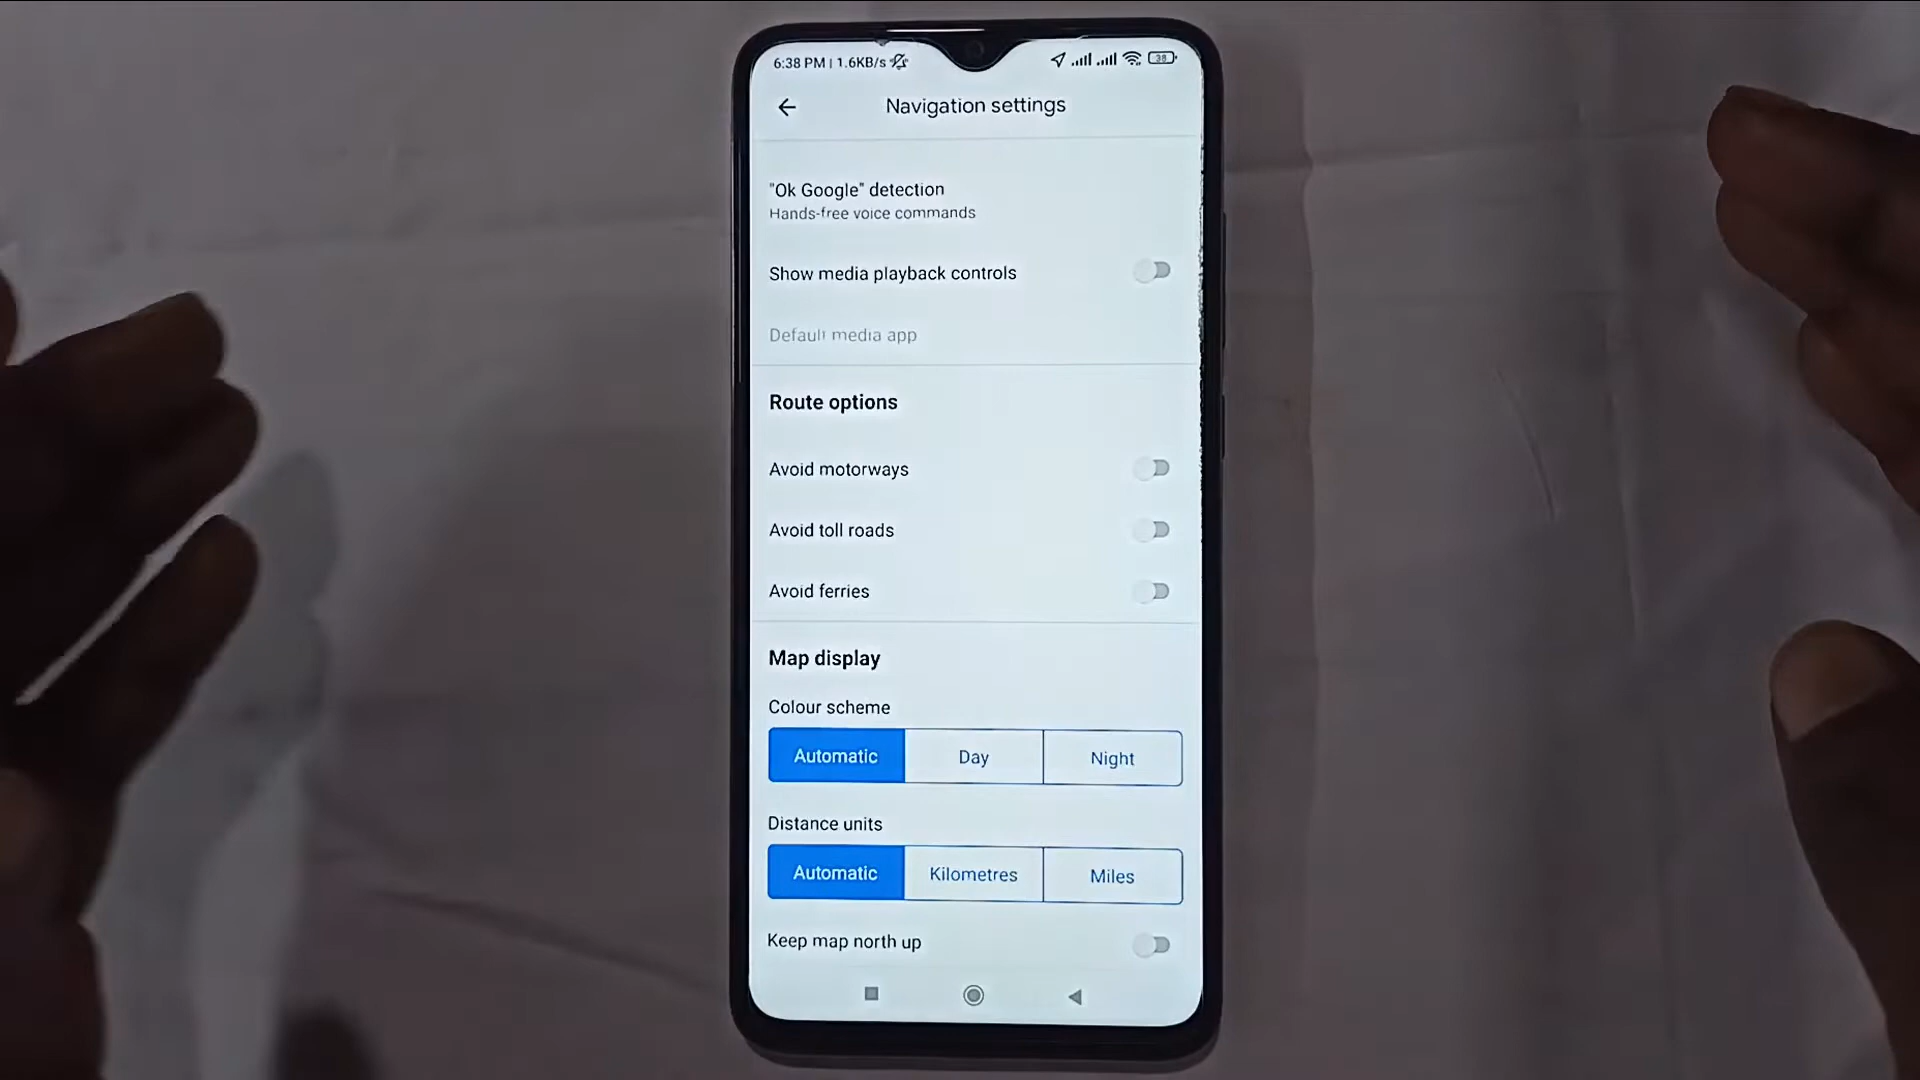 6:38 PM | 1.6KB/s
38
Navigation settings
"Ok Google" detection
Hands-free voice commands
Show media playback controls
Default media app
Route options
Avoid motorways
Avoid toll roads
Avoid ferries
Map display
Colour scheme
Automatic Day Night
Distance units
Automatic Kilometres Miles
Keep map north up